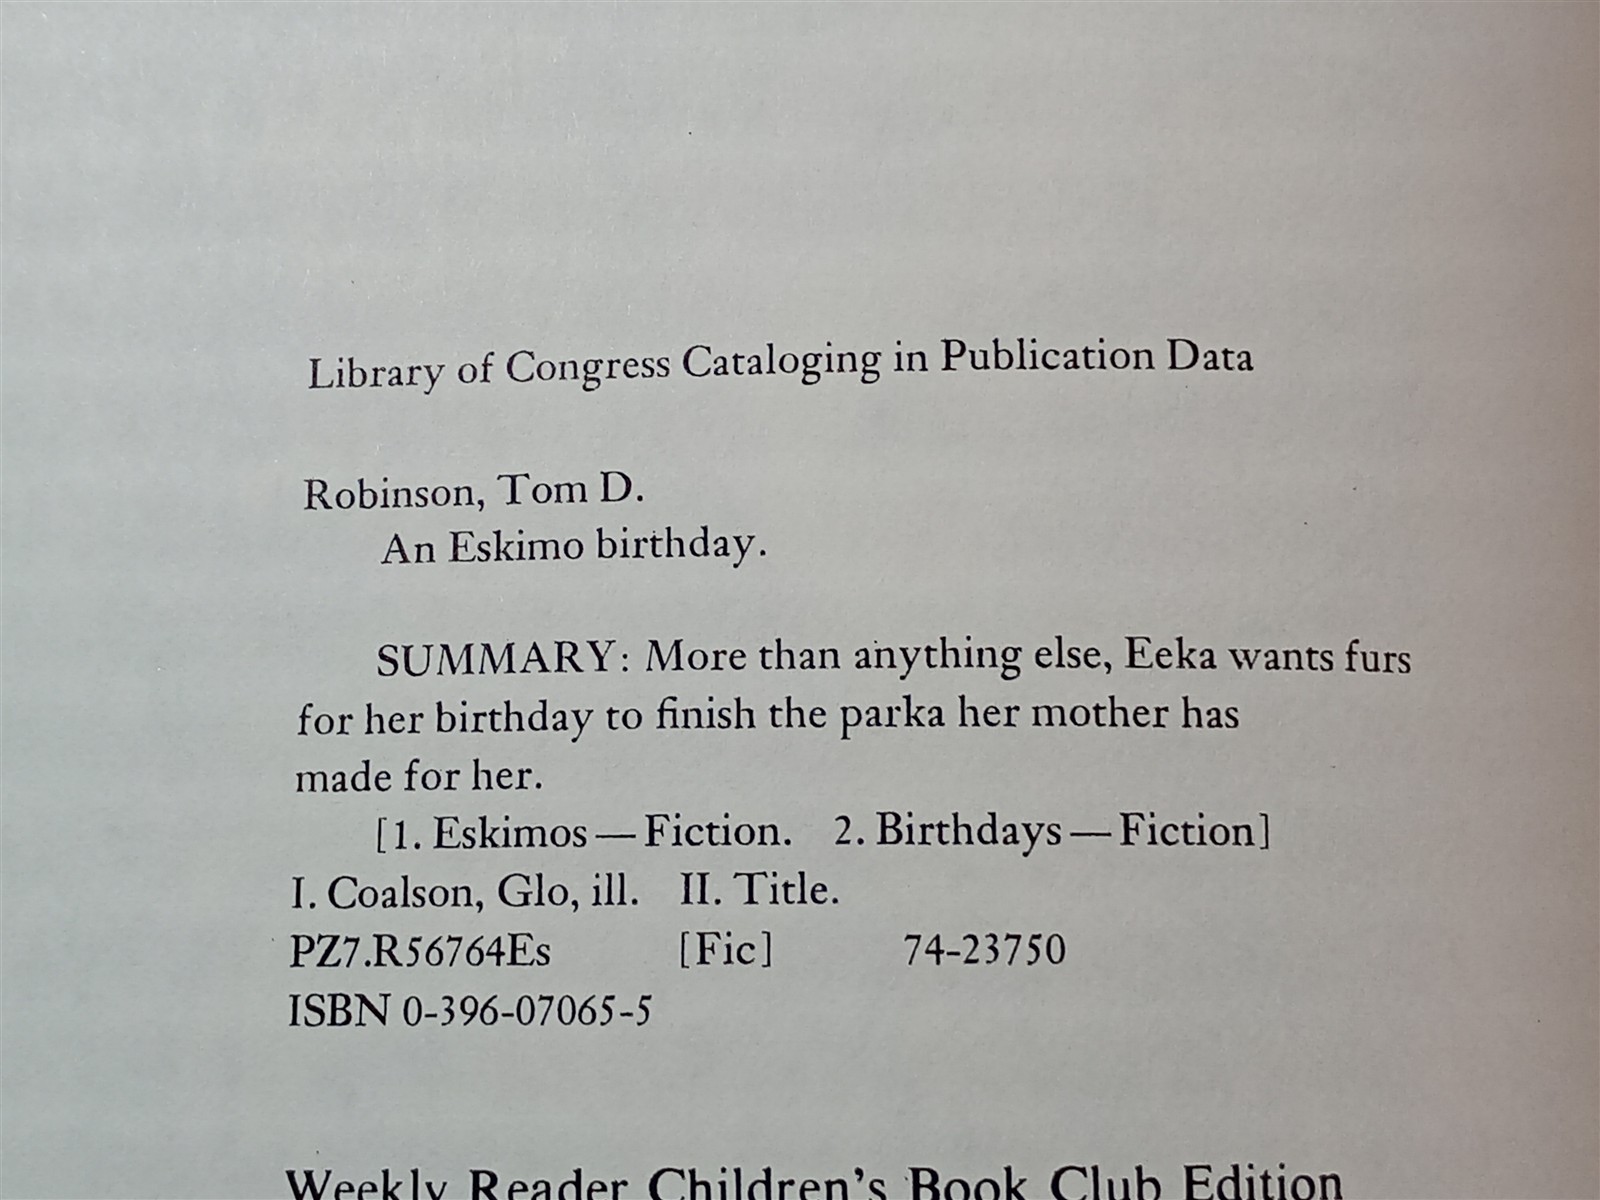 Library of Congress Cataloging in Publication Data
Robinson, Tom D.
An Eskimo birthday.
SUMMARY: More than anything else, Eeka wants furs
for her birthday to finish the parka her mother has
made for her.
[1. Eskimos — Fiction. 2. Birthdays — Fiction]
I. Coalson, Glo, ill. II. Title.
PZ7.R56764Es [Fic] 74-23750
ISBN 0-396-07065-5
Weekly Reader Children's Book Club Edition